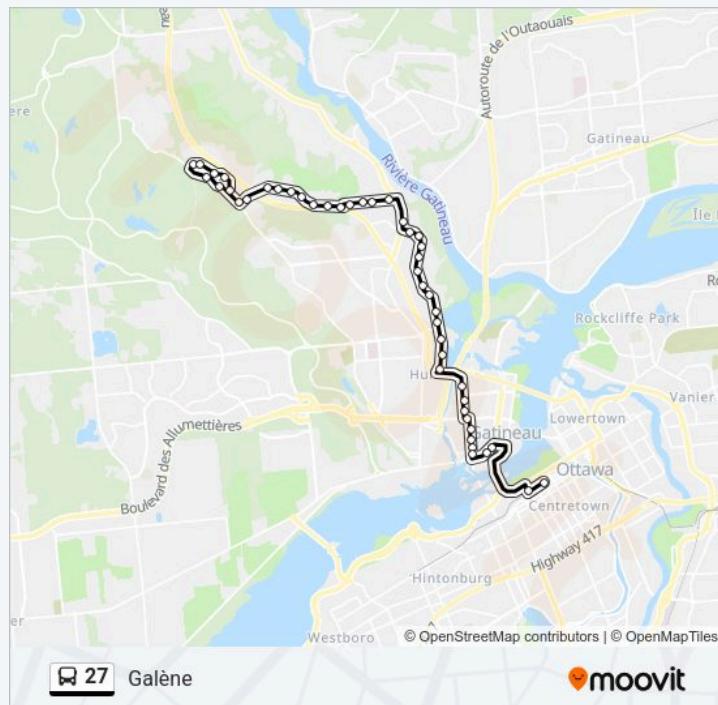 Autoroute de l'Outaouais
Gatineau
Rivière Gatineau
Île
Rockcliffe Park
Vanier
Lowertown
Gatineau
Boulevard des Allumettières
Ottawa
Centretown
Highway 417
Hintonburg
Westboro
© OpenStreetMap contributors | © OpenMapTiles
27 Galène
moovit